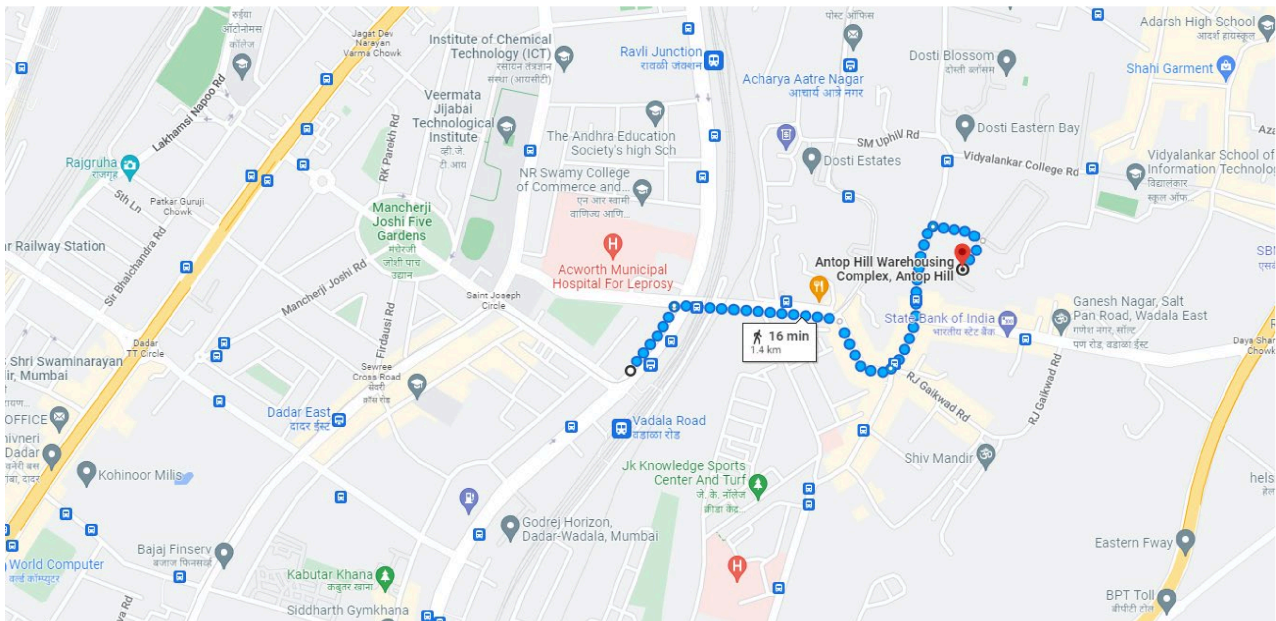 रुईया
ऑटोनोमस
कॉलेज
Lakhamsi Napoo Rd
Jagat Dev
Narayan
Varma Chowk
Institute of Chemical
Technology (ICT)
रसायन तंत्रज्ञान
संस्था (आयसीटी)
Ravli Junction
रावळी जंक्शन
पोस्ट ऑफिस
Acharya Aatre Nagar
आचार्य आत्रे नगर
Dosti Blossom
दोस्ती ब्लॉसम
Adarsh High School
आदर्श हायस्कूल
Shahi Garment
Veermata
Jijabai
Technological
Institute
व्ही.जे.
टी.आय
RK Parekh Rd
The Andhra Education
Society's high Sch
SM Uphill Rd
Dosti Eastern Bay
Dosti Estates
Vidyalankar College Rd
Vidyalankar School of
Informatio Technolo
विद्यालंकार
स्कूल ऑफ...
Rajgruha
राजगृह
5th Ln
Patkar Guruji
Chowk
NR Swamy College
of Commerce and...
एन आर स्वामी
वाणिज्य आणि...
Mancherji
Joshi Five
Gardens
मंचेरजी
जोशी पाच
उद्यान
ar Railway Station
Sir Bhalchandra Rd
Mancherji Joshi Rd
Firdausi Rd
Acworth Municipal
Hospital For Leprosy
Saint Joseph
Circle
Antop Hill Warehousing
Complex, Antop Hill
State Bank of India
भारतीय स्टेट बैंक
Ganesh Nagar, Salt
Pan Road, Wadala East
गणेश नगर, सॉल्ट
पण रोड, वडाळा ईस्ट
Daya Shar
Chowk
16 min
1.4 km
Dadar
TT Circle
Shri Swaminarayan
ir, Mumbai
Sewree
Cross Road
सेवरी
क्रॉस रोड
RJ Gaikwad Rd
RJ Gaikwad Rd
OFFICE
Dadar East
दादर ईस्ट
Vadala Road
वडाळा रोड
hivneri
Dadar
Kohinoor Milis
Jk Knowledge Sports
Center And Turf
जे. के. नॉलेज
क्रीडा केंद्र...
Shiv Mandir
Godrej Horizon,
Dadar-Wadala, Mumbai
Eastern Fway
Bajaj Finserv
बजाज फिनसर्व
World Computer
वर्ल्ड कॉम्प्युटर
Kabutar Khana
कबुतर खाना
Siddharth Gymkhana
BPT Toll
बीपीटी टोल